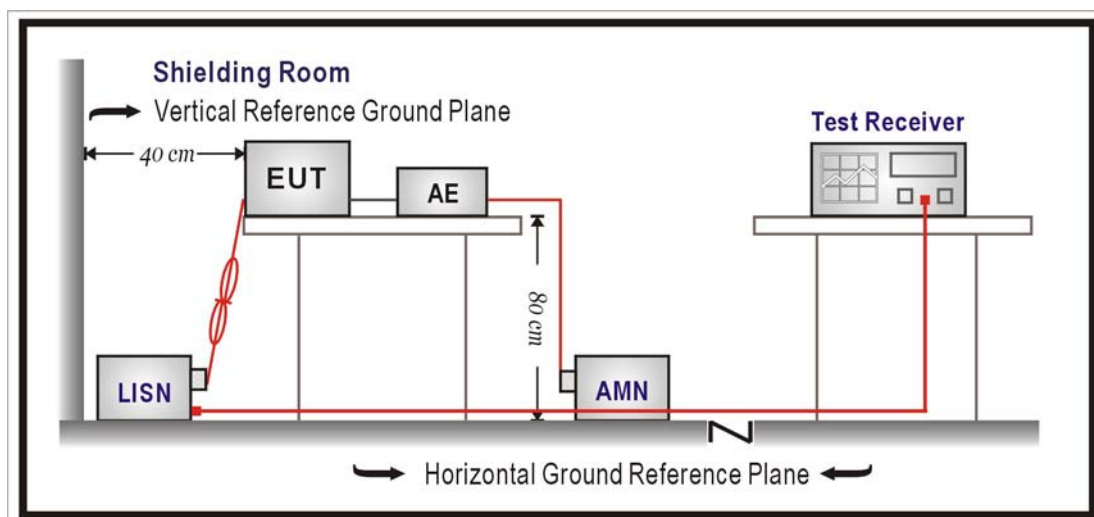 Shielding Room
Vertical Reference Ground Plane
40 cm
EUT
AE
Test Receiver
80 cm
LISN
AMN
Horizontal Ground Reference Plane